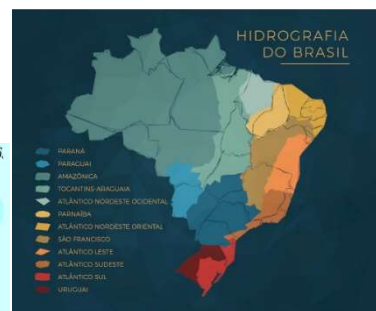 HIDROGRAFIA
DO BRASIL
PARANÁ
PARAGUAI
AMAZÔNICA
TOCANTINS-ARAGUAIA
ATLÂNTICO NORDESTE OCIDENTAL
PARNAÍBA
ATLÂNTICO NORDESTE ORIENTAL
SÃO FRANCISCO
ATLÂNTICO LESTE
ATLÂNTICO SUDESTE
ATLÂNTICO SUL
URUGUAI